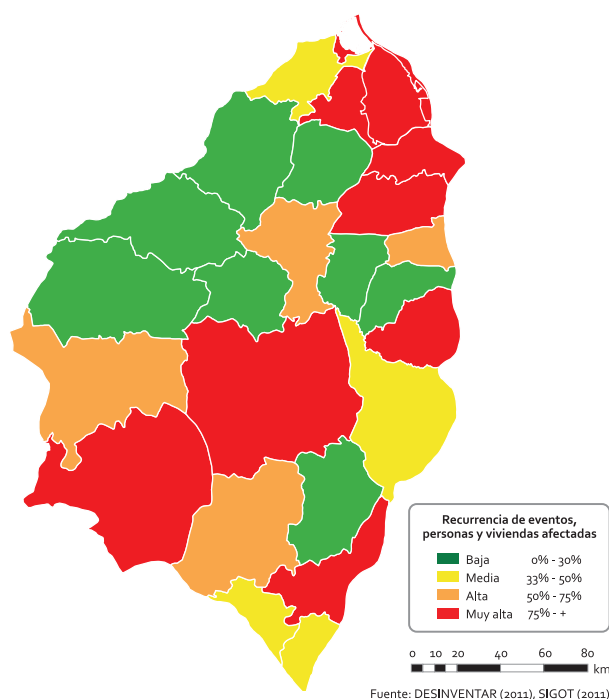 Recurrencia de eventos,
personas y viviendas afectadas
Baja 0% - 30%
Media 33% - 50%
Alta 50% - 75%
Muy alta 75% - +
0 10 20 40 60 80
km
Fuente: DESINVENTAR (2011), SIGOT (2011)